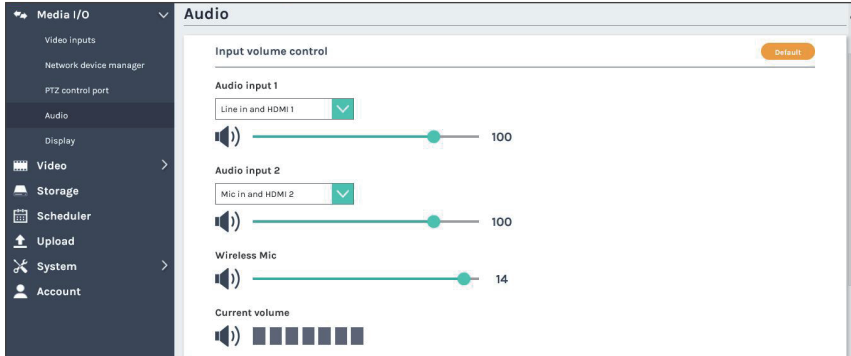 Media I/O
Video inputs
Network device manager
PTZ control port
Audio
Display
Video
Storage
Scheduler
Upload
System
Account
Audio
Input volume control
Default
Audio input 1
Line in and HDMI 1
100
Audio input 2
Mic in and HDMI 2
100
Wireless Mic
14
Current volume